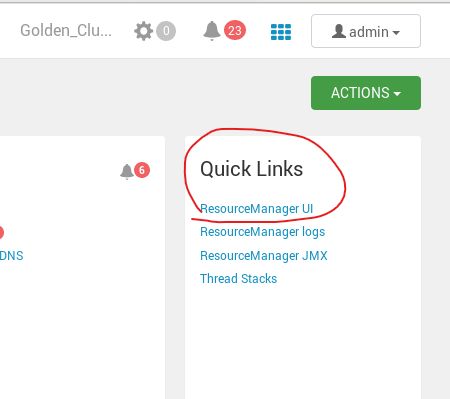 Golden_Clu... 0 23 admin
ACTIONS
6
Quick Links
ResourceManager UI
ResourceManager logs
DNS
ResourceManager JMX
Thread Stacks